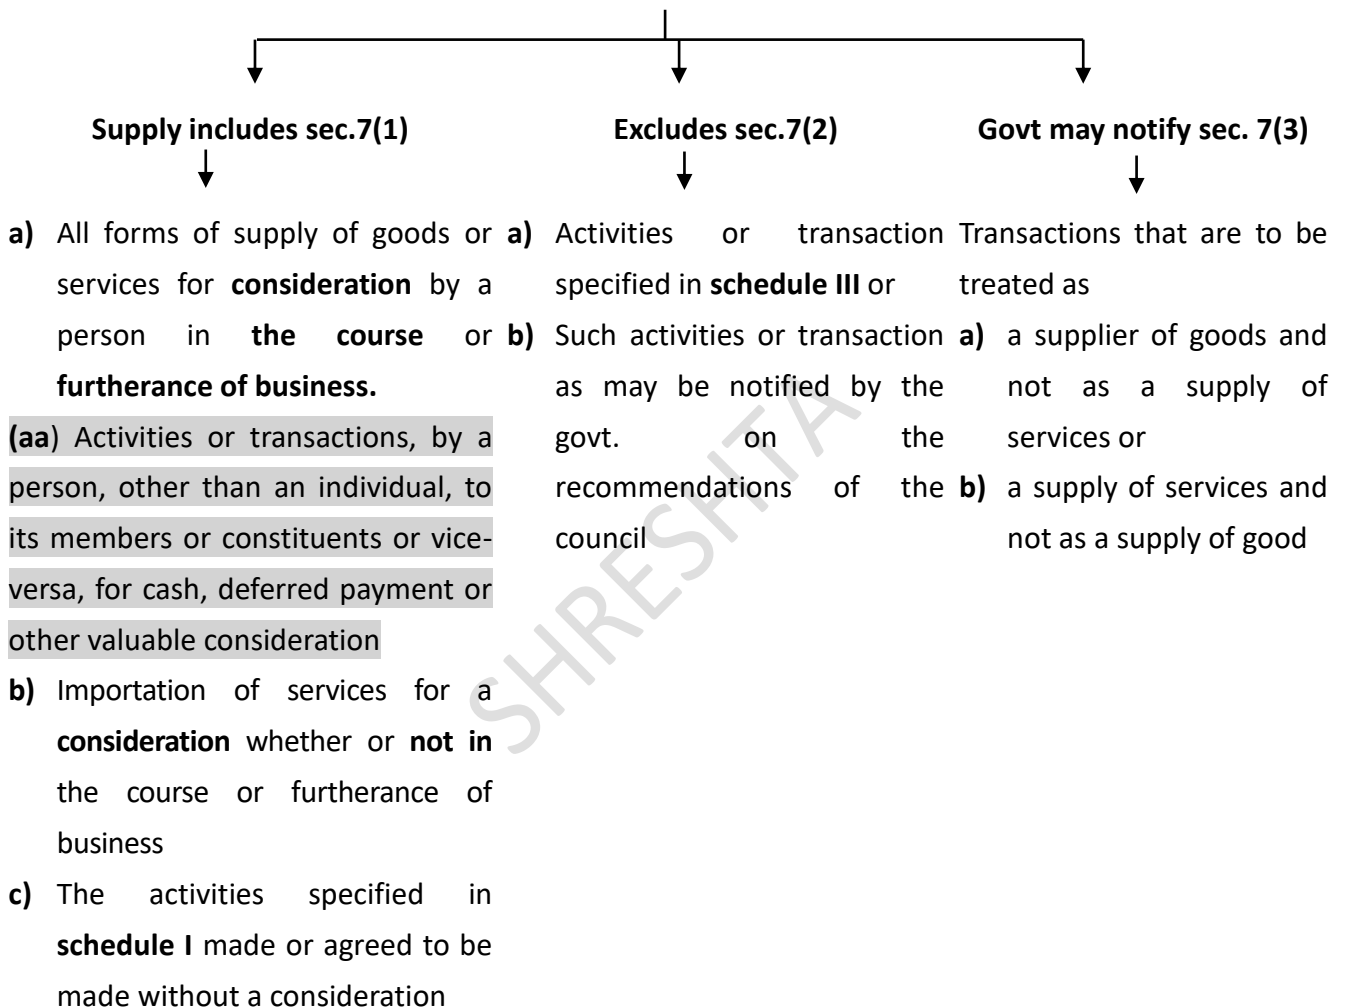 Supply includes sec.7(1)
a) All forms of supply of goods or
services for consideration by a
person in the course or
furtherance of business.
(aa) Activities or transactions, by a
person, other than an individual, to
its members or constituents or vice-
versa, for cash, deferred payment or
other valuable consideration
b) Importation of services for a
consideration whether or not in
the course or furtherance of
business
c) The activities specified in
schedule I made or agreed to be
made without a consideration
Excludes sec.7(2)
a) Activities or transaction
specified in schedule III or
b) Such activities or transaction
as may be notified by the
govt. on the
recommendations of the
council
Govt may notify sec. 7(3)
Transactions that are to be
treated as
a) a supplier of goods and
not as a supply of
services or
b) a supply of services and
not as a supply of good
SHRESHTA